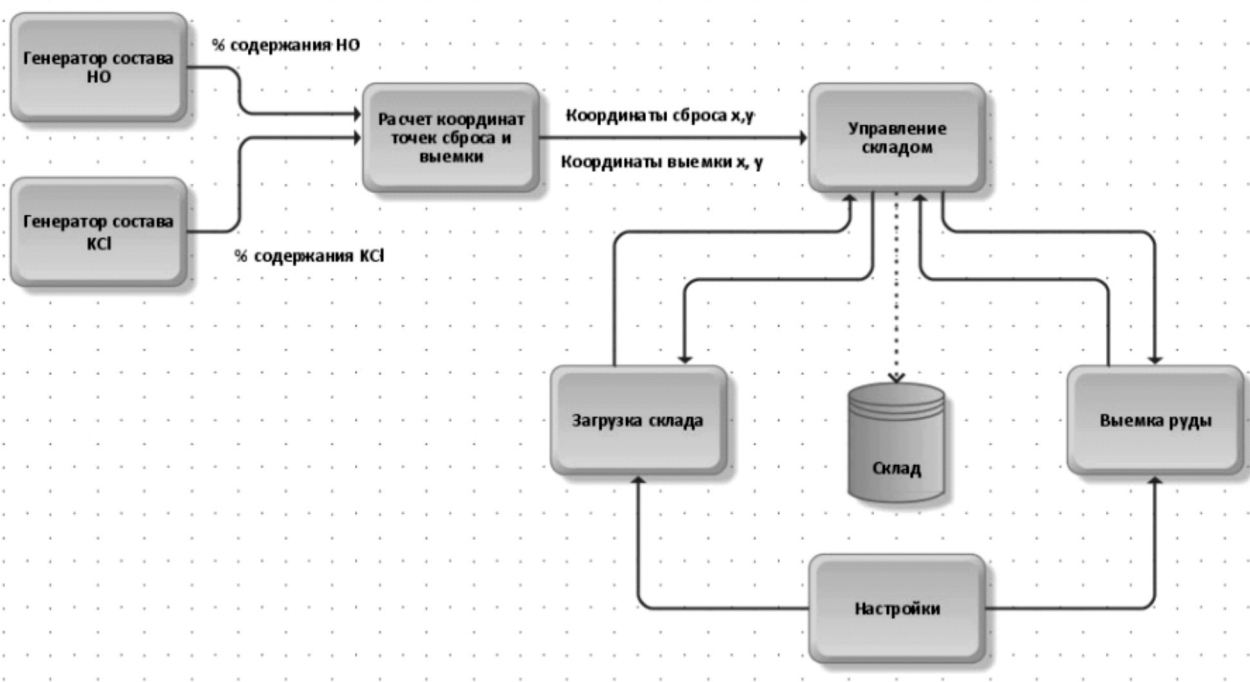 % содержания НО
Генератор состава
НО
Расчет координат
точек сброса и
выемки
Координаты сброса x,y
Координаты выемки x, y
Управление
складом
Генератор состава
KCl
% содержания KCl
Загрузка склада
Склад
Выемка руды
Настройки